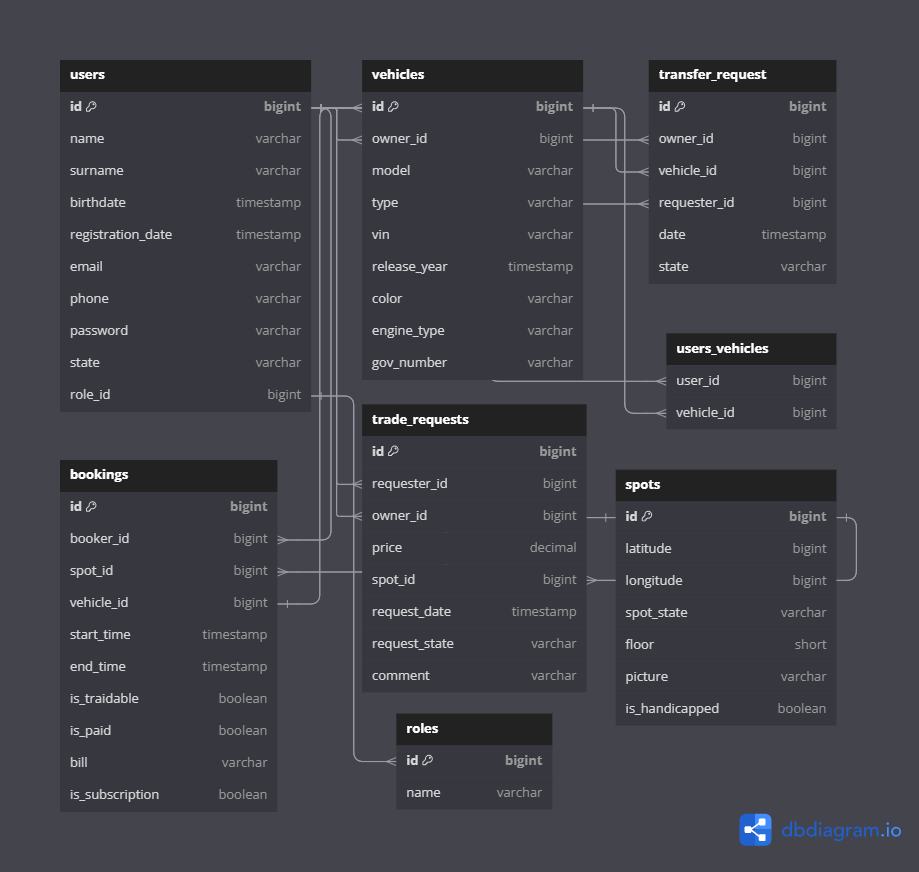 users
id bigint
name varchar
surname varchar
birthdate timestamp
registration_date timestamp
email varchar
phone varchar
password varchar
state varchar
role_id bigint
vehicles
id bigint
owner_id bigint
model varchar
type varchar
vin varchar
release_year timestamp
color varchar
engine_type varchar
gov_number varchar
transfer_request
id bigint
owner_id bigint
vehicle_id bigint
requester_id bigint
date timestamp
state varchar
users_vehicles
user_id bigint
vehicle_id bigint
trade_requests
id bigint
requester_id bigint
owner_id bigint
price decimal
spot_id bigint
request_date timestamp
request_state varchar
comment varchar
bookings
id bigint
booker_id bigint
spot_id bigint
vehicle_id bigint
start_time timestamp
end_time timestamp
is_traidable boolean
is_paid boolean
bill varchar
is_subscription boolean
spots
id bigint
latitude bigint
longitude bigint
spot_state varchar
floor short
picture varchar
is_handicapped boolean
roles
id bigint
name varchar
dbdiagram.io